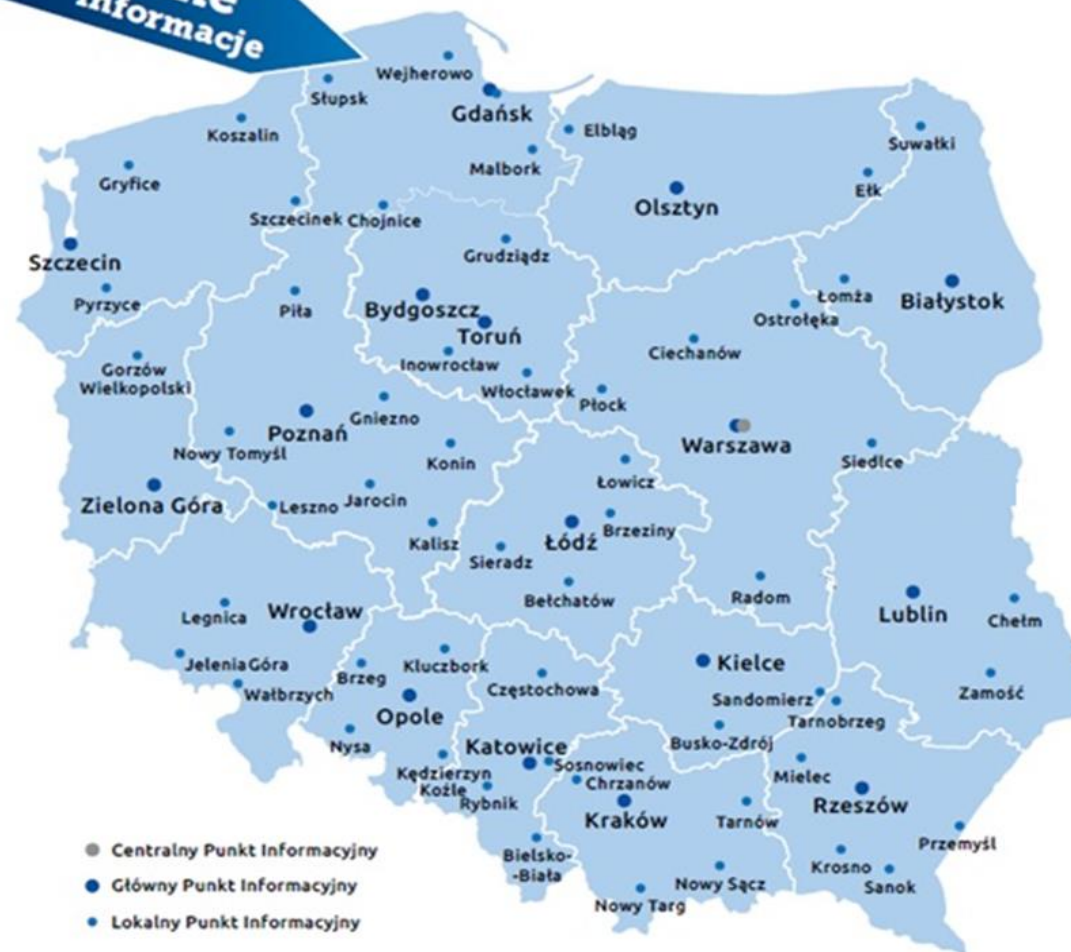 informacje
Wejherowo
Słupsk
Gdańsk
Koszalin
Elbląg
Suwałki
Malbork
Gryfice
Ełk
Olsztyn
Szczecinek
Chojnice
Grudziądz
Szczecin
Pyrzyce
Piła
Bydgoszcz
Toruń
Łomża
Białystok
Ostrołęka
Ciechanów
Inowrocław
Gorzów
Wielkopolski
Włocławek
Płock
Gniezno
Poznań
Warszawa
Nowy Tomyśl
Konin
Siedlce
Łowicz
Zielona Góra
Leszno
Jarocin
Brzeziny
Kalisz
Łódź
Sieradz
Bełchatów
Radom
Legnica
Wrocław
Lublin
Chełm
JeleniaGóra
Kluczbork
Kielce
Brzeg
Wałbrzych
Częstochowa
Zamość
Sandomierz
Opole
Tarnobrzeg
Nysa
Katowice
Busko-Zdrój
Sosnowiec
Kędzierzyn
Koźle
Chrzanów
Mielec
Rybnik
Rzeszów
Kraków
Tarnów
Przemyśl
Bielsko-
-Biała
Krosno
Nowy Sącz
Sanok
Nowy Targ
Centralny Punkt Informacyjny
Główny Punkt Informacyjny
Lokalny Punkt Informacyjny